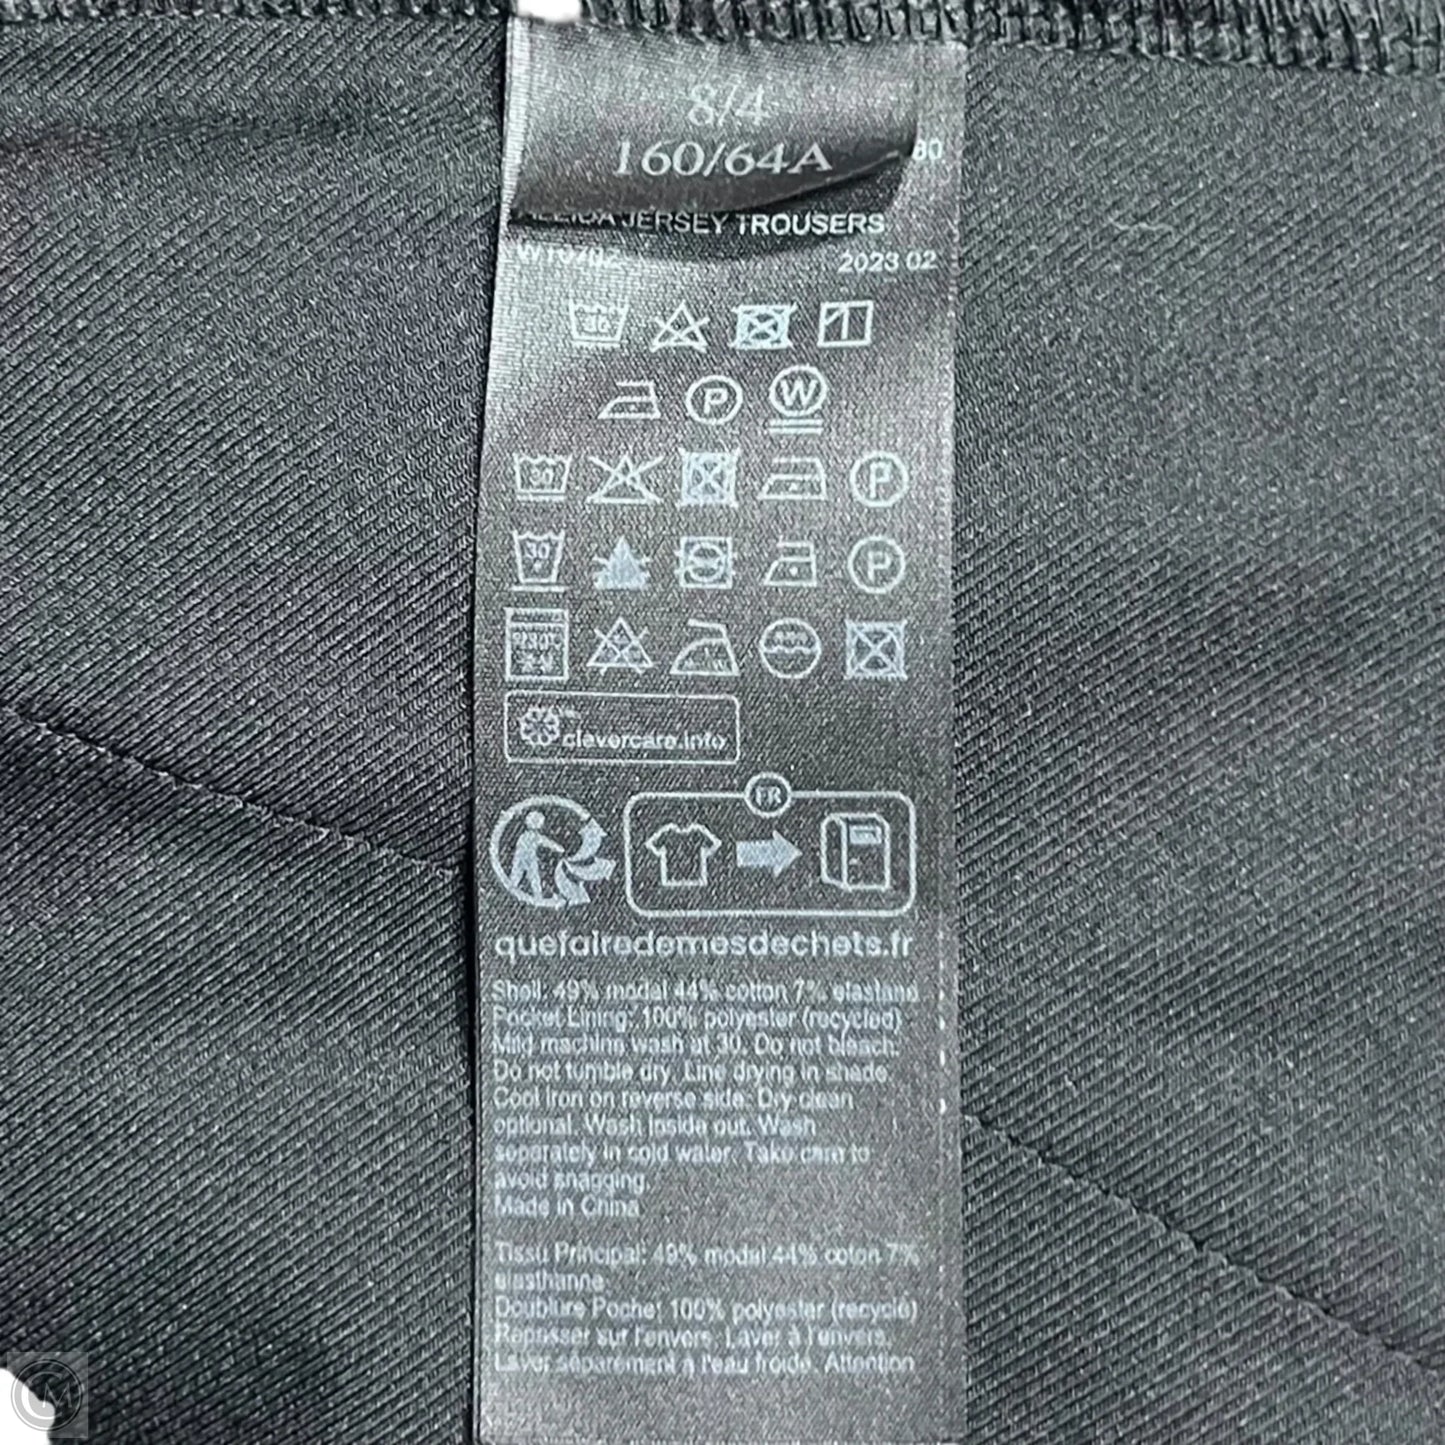 8/4
160/64A
JERSEY TROUSERS
2023 02
30
P
W
30
P
30
P
clevercare.info
FR
quefairedemesdechets.fr
Shell: 49% modal 44% cotton 7% elastane
Pocket Lining: 100% polyester (recycled)
Mild machine wash at 30. Do not bleach.
Do not tumble dry. Line drying in shade.
Cool iron on reverse side. Dry clean
optional. Wash inside out. Wash
separately in cold water. Take care to
avoid snagging.
Made in China
Tissu Principal: 49% modal 44% coton 7%
elasthanne
Doublure Poche: 100% polyester (recyclé)
Repasser sur l'envers. Laver à l'envers.
Laver séparément à l'eau froide. Attention
CM